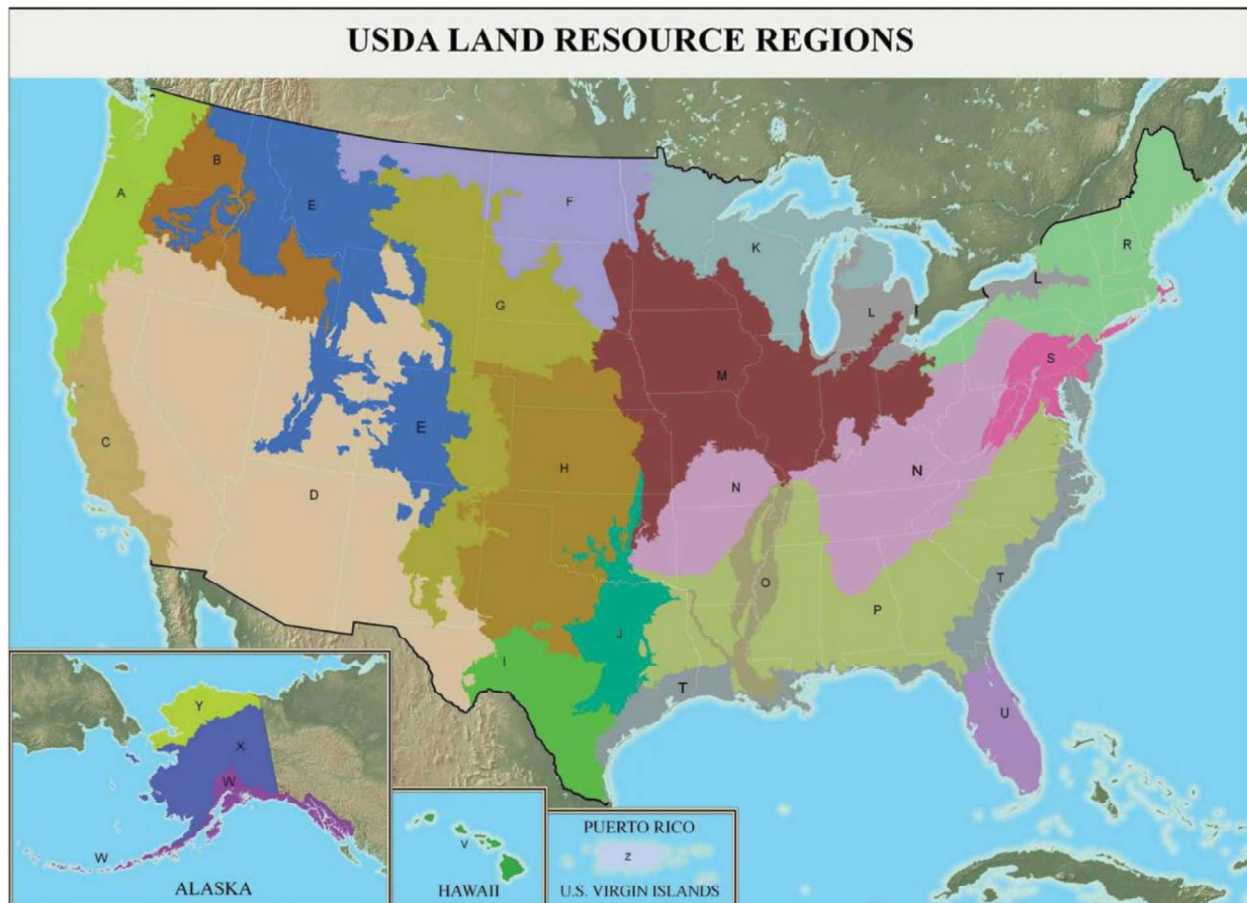 USDA LAND RESOURCE REGIONS
A
B
E
F
K
R
L
G
L
M
S
C
E
D
H
N
N
O
P
T
J
I
T
U
Y
X
W
W
ALASKA
V
HAWAII
PUERTO RICO
Z
U.S. VIRGIN ISLANDS